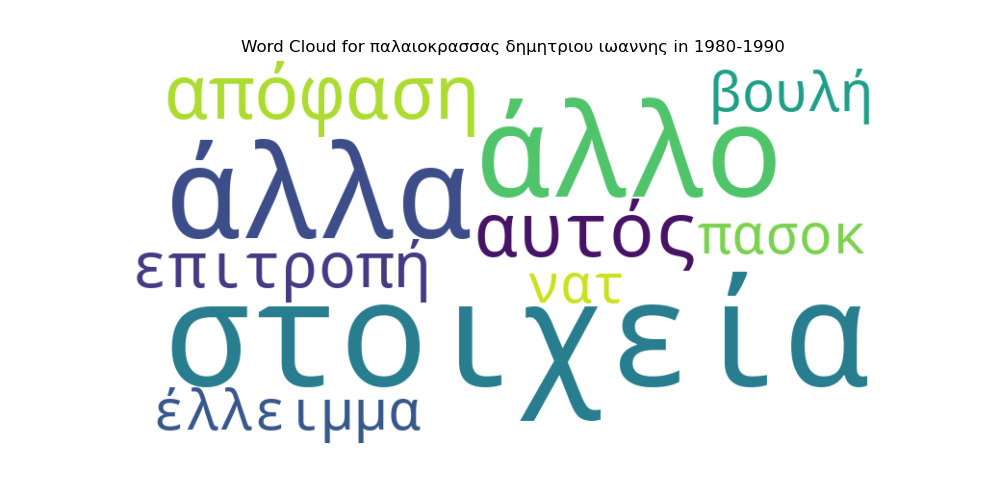 Word Cloud for παλαιοκρασσας δημητριου ιωαννης in 1980-1990
απόφαση
βουλή
άλλο
άλλα
αυτός
πασοκ
επιτροπή
νατ
στοιχεία
έλλειμμα